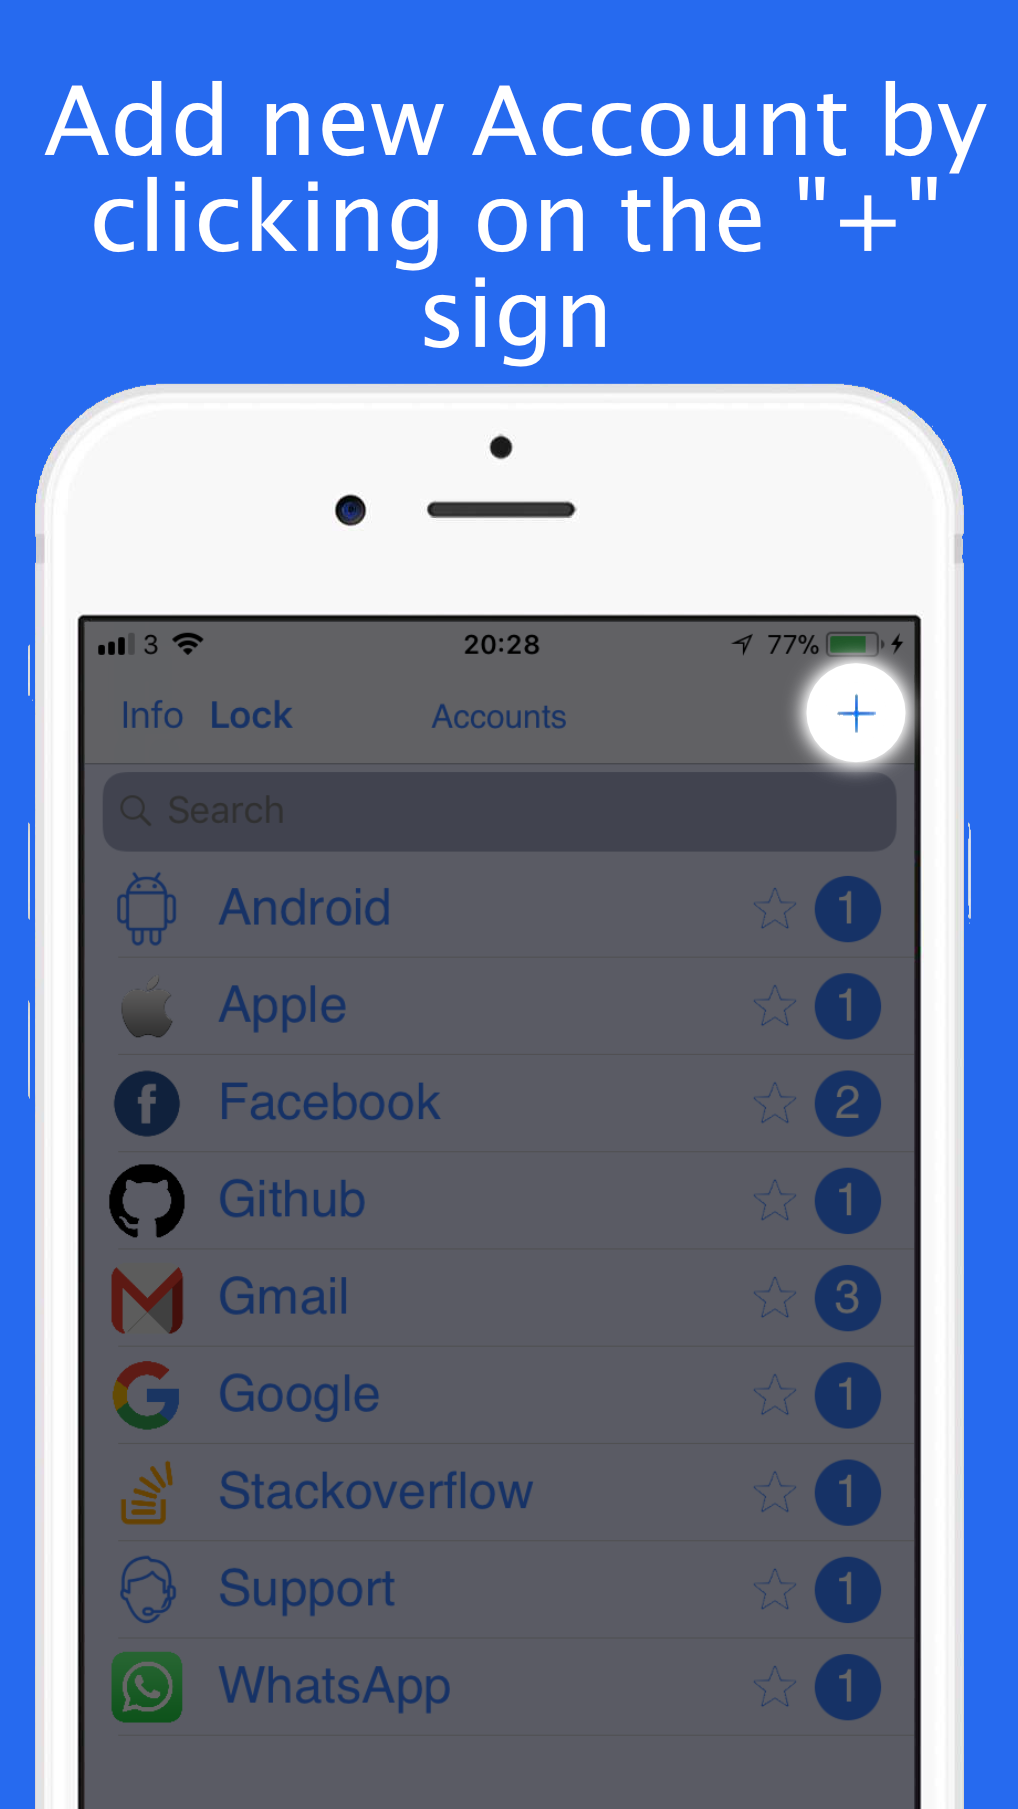 Add new Account by
clicking on the "+"
sign
3 20:28 77%
Info Lock Accounts +
Search
Android 1
Apple 1
Facebook 2
Github 1
Gmail 3
Google 1
Stackoverflow 1
Support 1
WhatsApp 1